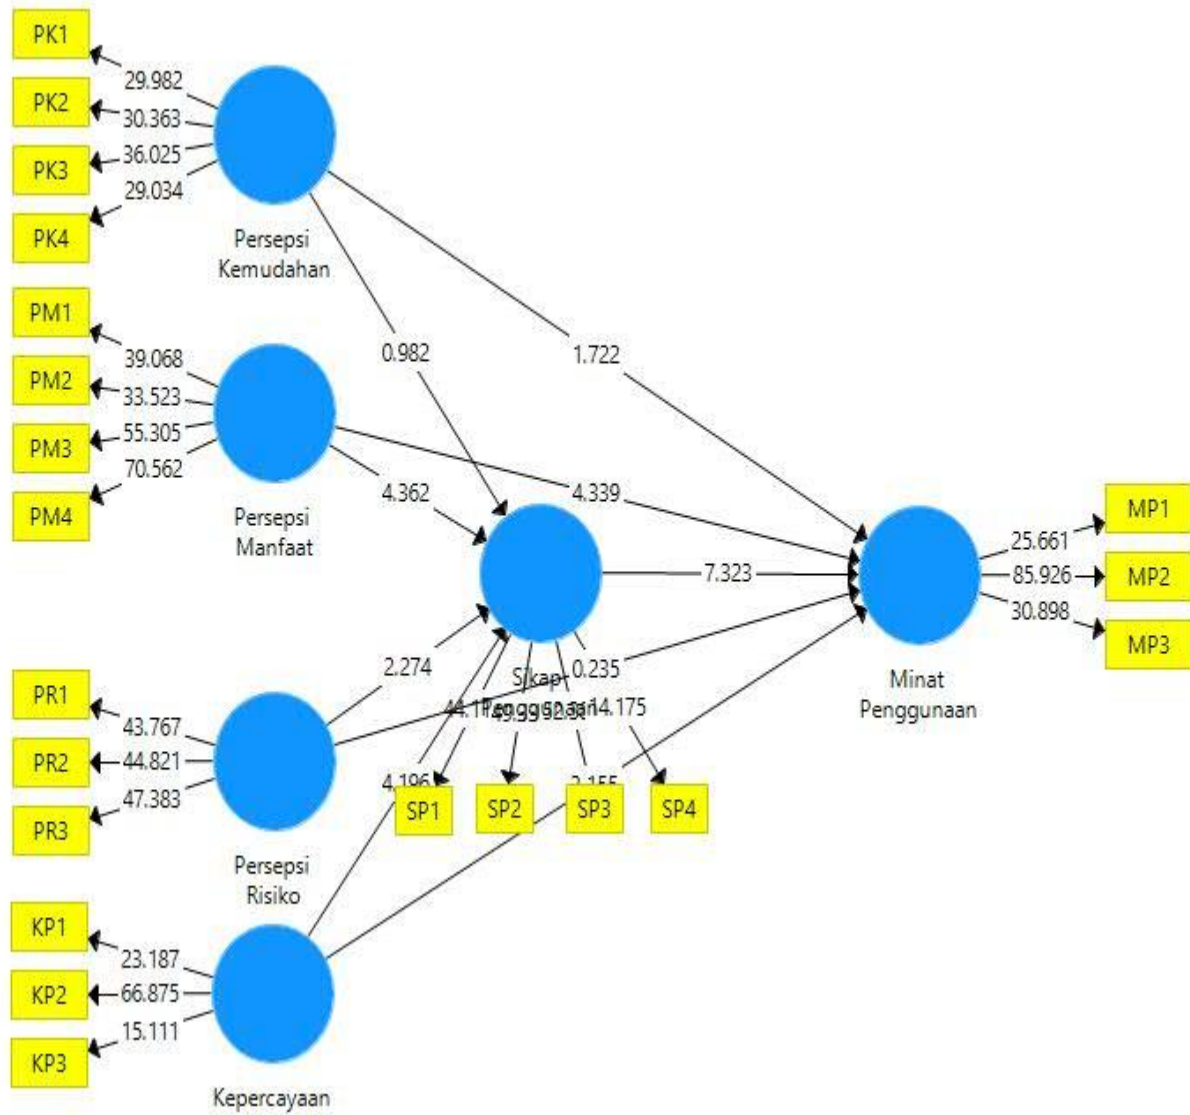 PK1
29.982
PK2
30.363
PK3
36.025
29.034
PK4
Persepsi
Kemudahan
0.982
1.722
PM1
39.068
PM2
33.523
PM3
55.305
70.562
PM4
Persepsi
Manfaat
4.362
4.339
7.323
MP1
25.661
85.926
MP2
30.898
MP3
Minat
Penggunaan
Sikap
Penggunaan
0.235
14.175
2.274
PR1
43.767
PR2
44.821
47.383
PR3
Persepsi
Risiko
4.196
SP1
SP2
SP3
SP4
KP1
23.187
66.875
KP2
15.111
KP3
Kepercayaan